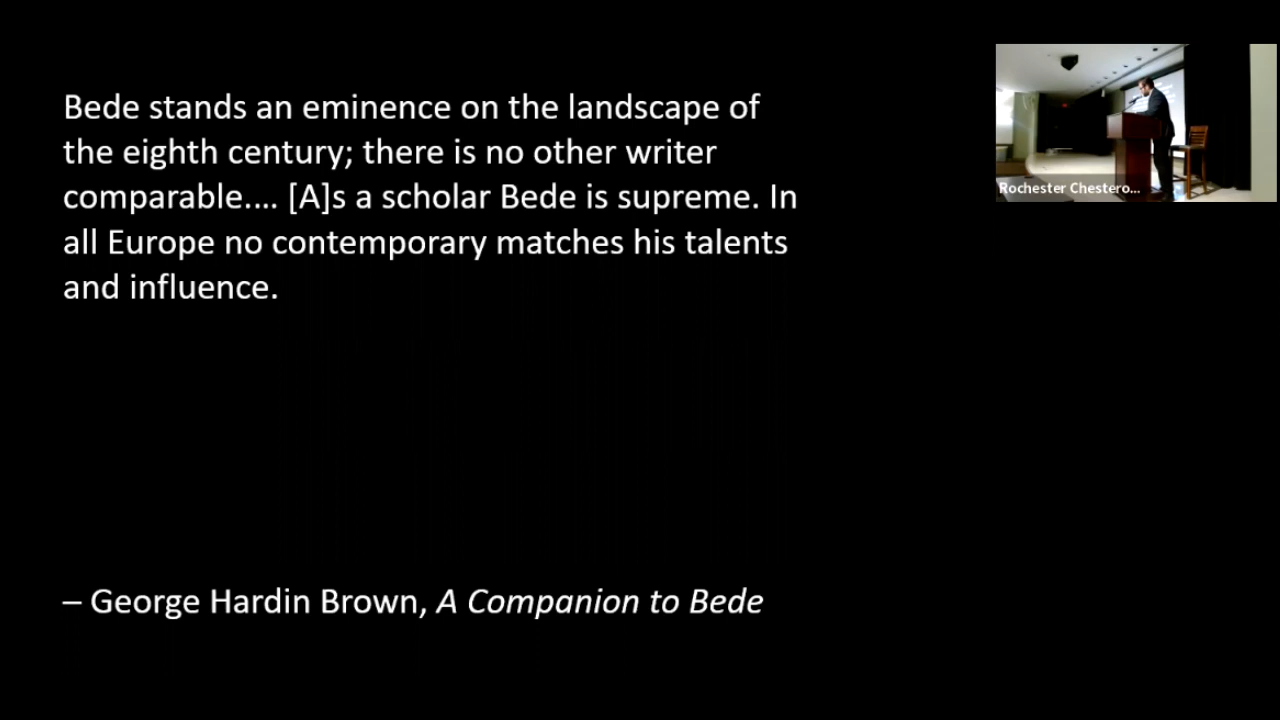 Bede stands an eminence on the landscape of
the eighth century; there is no other writer
comparable.... [A]s a scholar Bede is supreme. In
all Europe no contemporary matches his talents
and influence.
– George Hardin Brown, A Companion to Bede
Rochester Chestero...